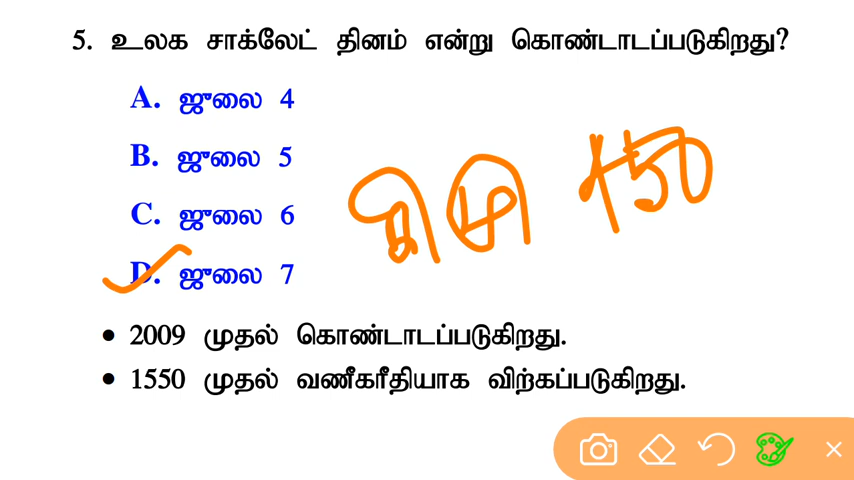 5. உலக சாக்லேட் தினம் என்று கொண்டாடப்படுகிறது?
A. ஜுலை 4
B. ஜுலை 5
C. ஜுலை 6
D. ஜுலை 7
• 2009 முதல் கொண்டாடப்படுகிறது.
• 1550 முதல் வணீகரீதியாக விற்கப்படுகிறது.